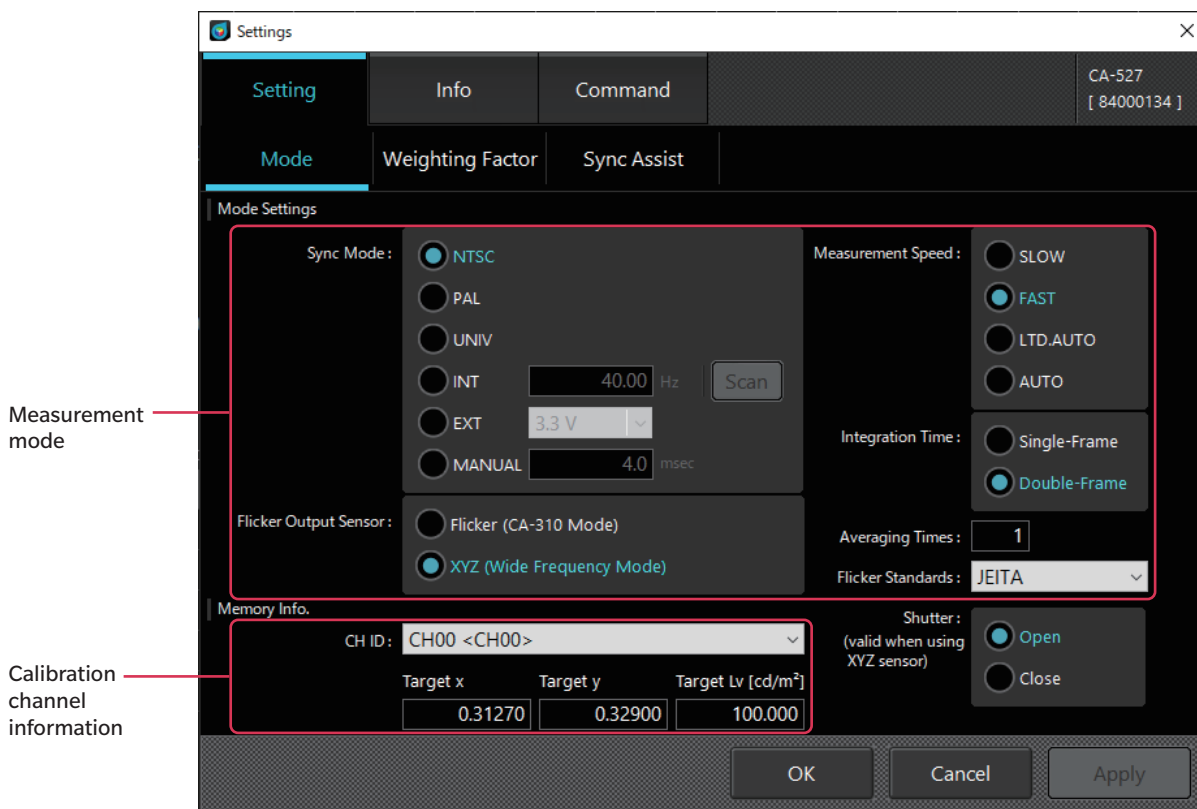 Settings
Setting Info Command
CA-527
[ 84000134 ]
Mode Weighting Factor Sync Assist
Mode Settings
Sync Mode :
NTSC
PAL
UNIV
INT 40.00 Hz Scan
EXT 3.3 V
MANUAL 4.0 msec
Flicker Output Sensor :
Flicker (CA-310 Mode)
XYZ (Wide Frequency Mode)
Measurement Speed :
SLOW
FAST
LTD.AUTO
AUTO
Integration Time :
Single-Frame
Double-Frame
Averaging Times : 1
Flicker Standards : JEITA
Measurement
mode
Memory Info.
CH ID : CH00 <CH00>
Target x Target y Target Lv [cd/m²]
0.31270 0.32900 100.000
Shutter :
(valid when using
XYZ sensor)
Open
Close
Calibration
channel
information
OK Cancel Apply